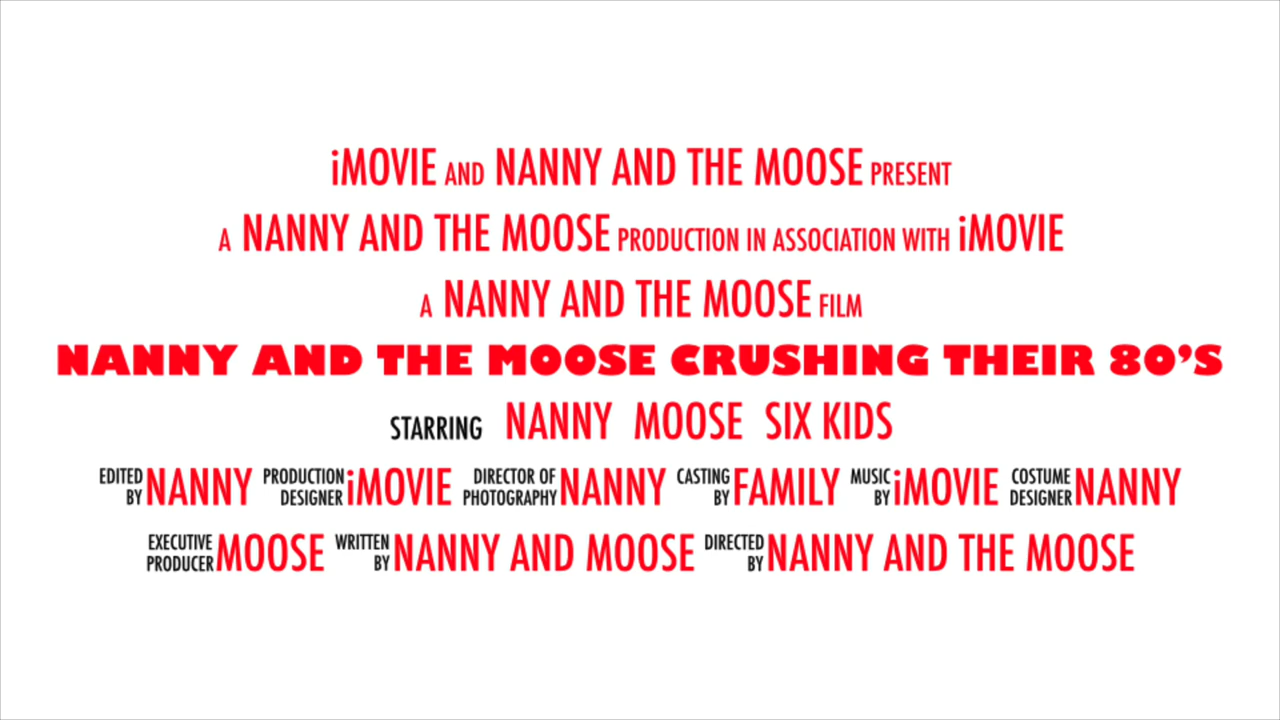 iMOVIE AND NANNY AND THE MOOSE PRESENT
A NANNY AND THE MOOSE PRODUCTION IN ASSOCIATION WITH iMOVIE
A NANNY AND THE MOOSE FILM
NANNY AND THE MOOSE CRUSHING THEIR 80’S
STARRING NANNY MOOSE SIX KIDS
EDITED BY NANNY PRODUCTION DESIGNER iMOVIE DIRECTOR OF PHOTOGRAPHY NANNY CASTING BY FAMILY MUSIC BY iMOVIE COSTUME DESIGNER NANNY
EXECUTIVE PRODUCER MOOSE WRITTEN BY NANNY AND MOOSE DIRECTED BY NANNY AND THE MOOSE